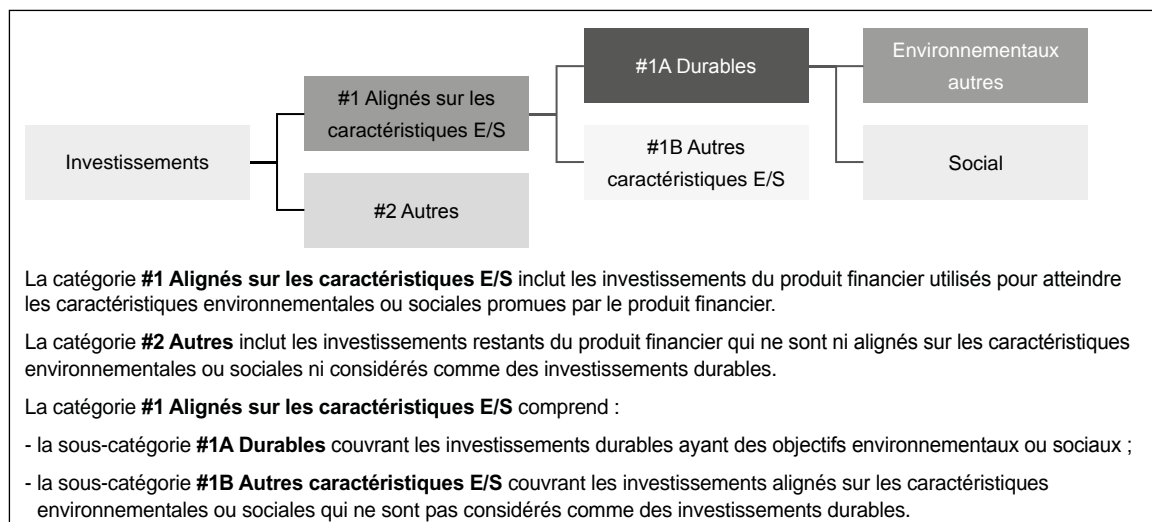 #1A Durables
Environnementaux
autres
#1 Alignés sur les
caractéristiques E/S
Investissements
#1B Autres
caractéristiques E/S
Social
#2 Autres
La catégorie #1 Alignés sur les caractéristiques E/S inclut les investissements du produit financier utilisés pour atteindre
les caractéristiques environnementales ou sociales promues par le produit financier.
La catégorie #2 Autres inclut les investissements restants du produit financier qui ne sont ni alignés sur les caractéristiques
environnementales ou sociales ni considérés comme des investissements durables.
La catégorie #1 Alignés sur les caractéristiques E/S comprend :
- la sous-catégorie #1A Durables couvrant les investissements durables ayant des objectifs environnementaux ou sociaux ;
- la sous-catégorie #1B Autres caractéristiques E/S couvrant les investissements alignés sur les caractéristiques
environnementales ou sociales qui ne sont pas considérés comme des investissements durables.